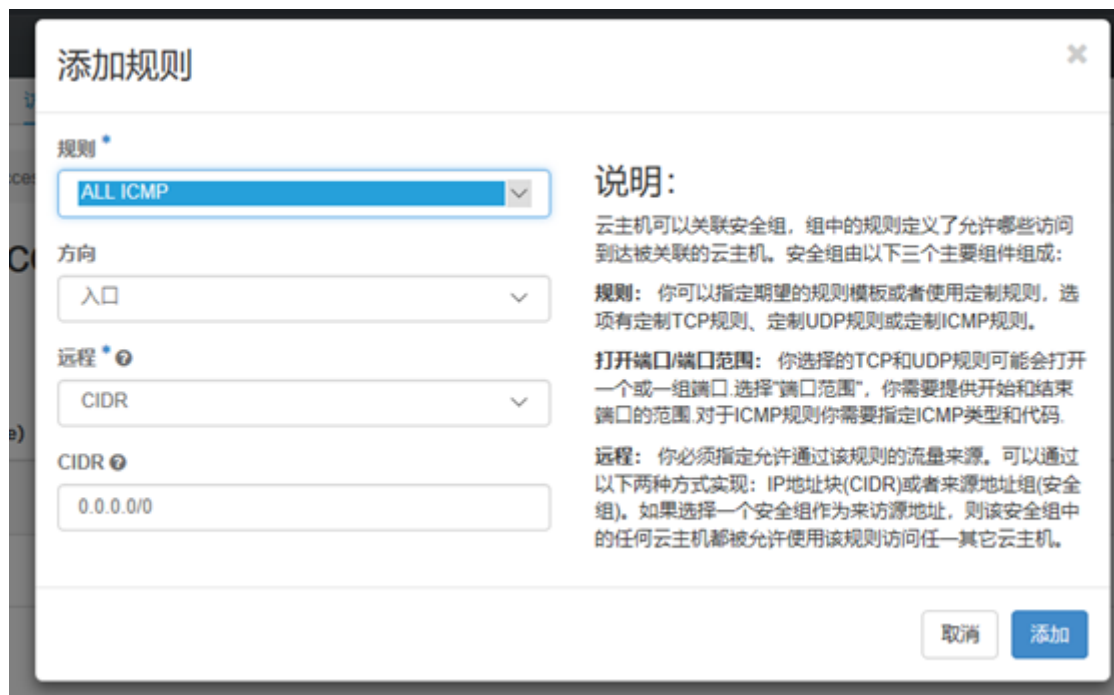 添加规则
×
规则 *
ALL ICMP
方向
入口
远程 * ?
CIDR
CIDR ?
0.0.0.0/0
说明：
云主机可以关联安全组，组中的规则定义了允许哪些访问
到达被关联的云主机。安全组由以下三个主要组件组成：
规则： 你可以指定期望的规则模板或者使用定制规则，选
项有定制TCP规则、定制UDP规则或定制ICMP规则。
打开端口/端口范围： 你选择的TCP和UDP规则可能会打开
一个或一组端口.选择"端口范围"，你需要提供开始和结束
端口的范围.对于ICMP规则你需要指定ICMP类型和代码.
远程： 你必须指定允许通过该规则的流量来源。可以通过
以下两种方式实现：IP地址块(CIDR)或者来源地址组(安全
组)。如果选择一个安全组作为来访源地址，则该安全组中
的任何云主机都被允许使用该规则访问任一其它云主机。
取消
添加